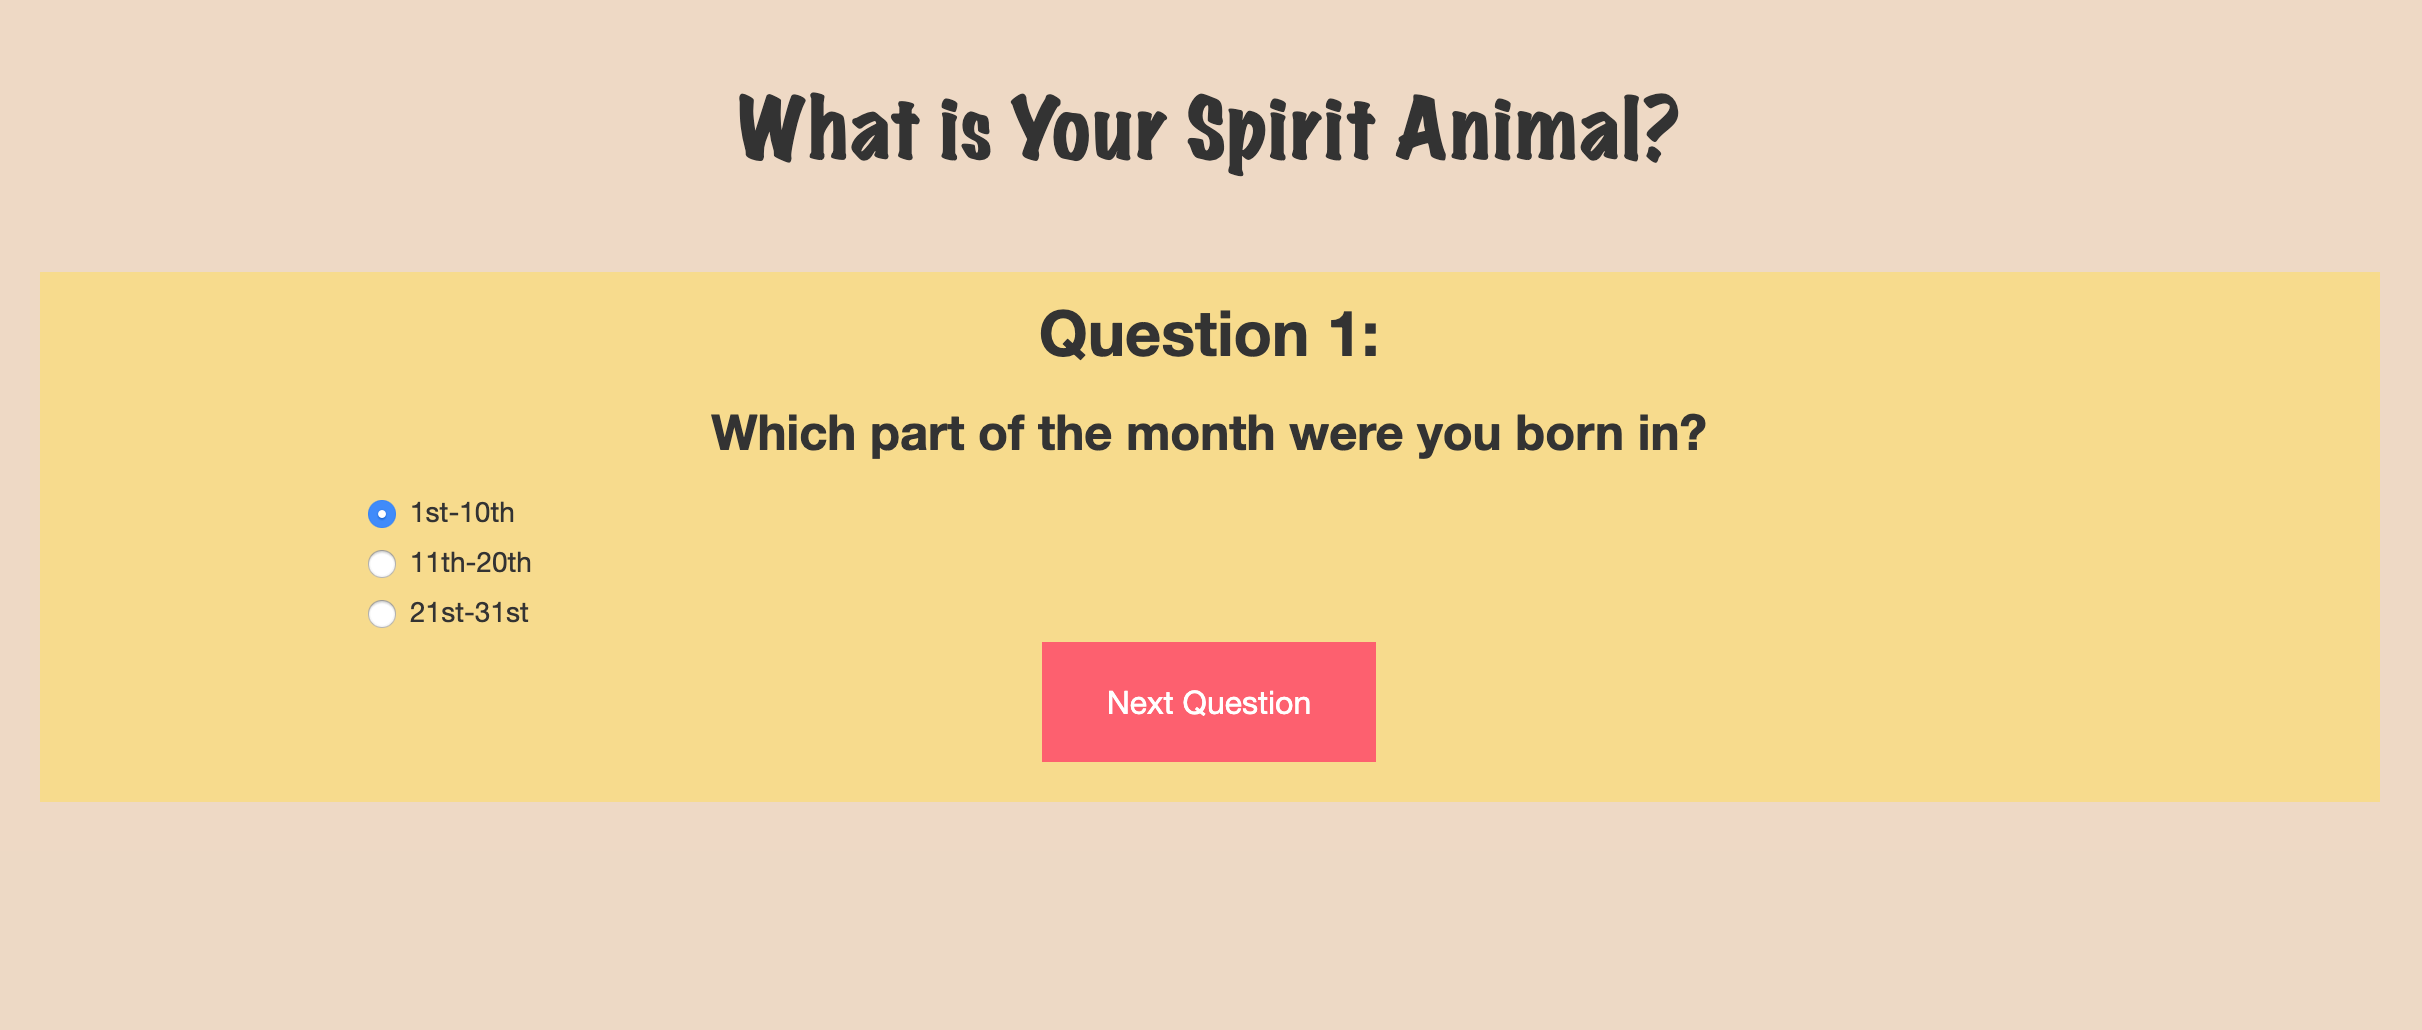 What is Your Spirit Animal?
Question 1:
Which part of the month were you born in?
1st-10th
11th-20th
21st-31st
Next Question